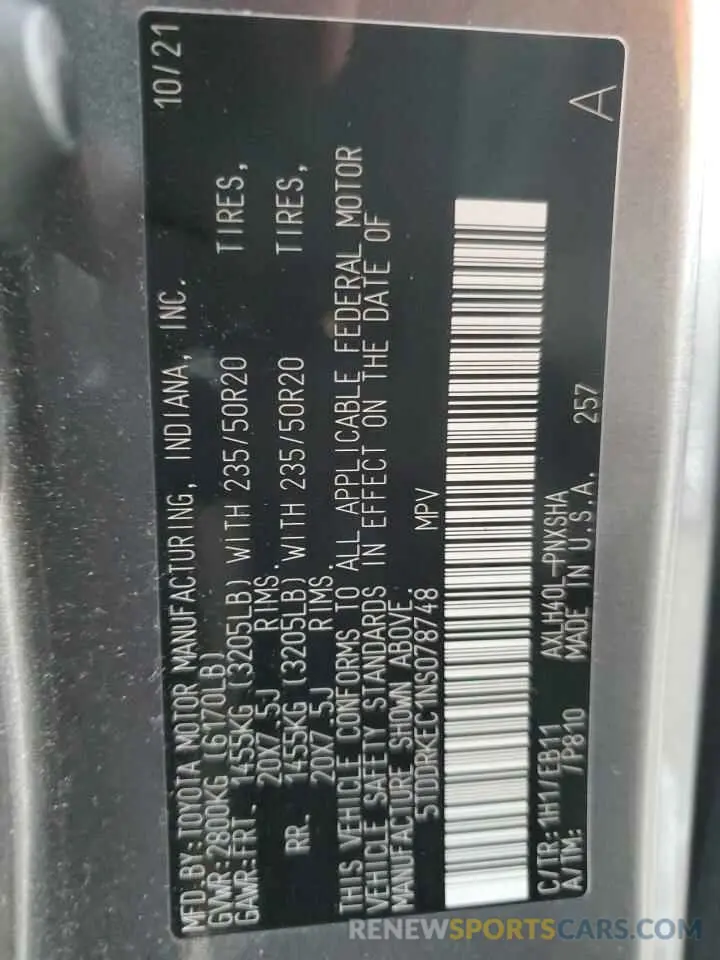 MFD.BY:TOYOTA MOTOR MANUFACTURING, INDIANA, INC. 10/21
GVWR:2800KG (6170LB)
GAWR:FRT. 1455KG (3205LB) WITH 235/50R20 TIRES,
20X7.5J RIMS.
RR. 1455KG (3205LB) WITH 235/50R20 TIRES,
20X7.5J RIMS.
THIS VEHICLE CONFORMS TO ALL APPLICABLE FEDERAL MOTOR
VEHICLE SAFETY STANDARDS IN EFFECT ON THE DATE OF
MANUFACTURE SHOWN ABOVE.
5TDDRKEC1NS078748 MPV
C/TR:1H1/EB11 AXLH40L-PNXSHA
A/TM: /P810 MADE IN U.S.A. 257 A
RENEWSPORTSCARS.COM